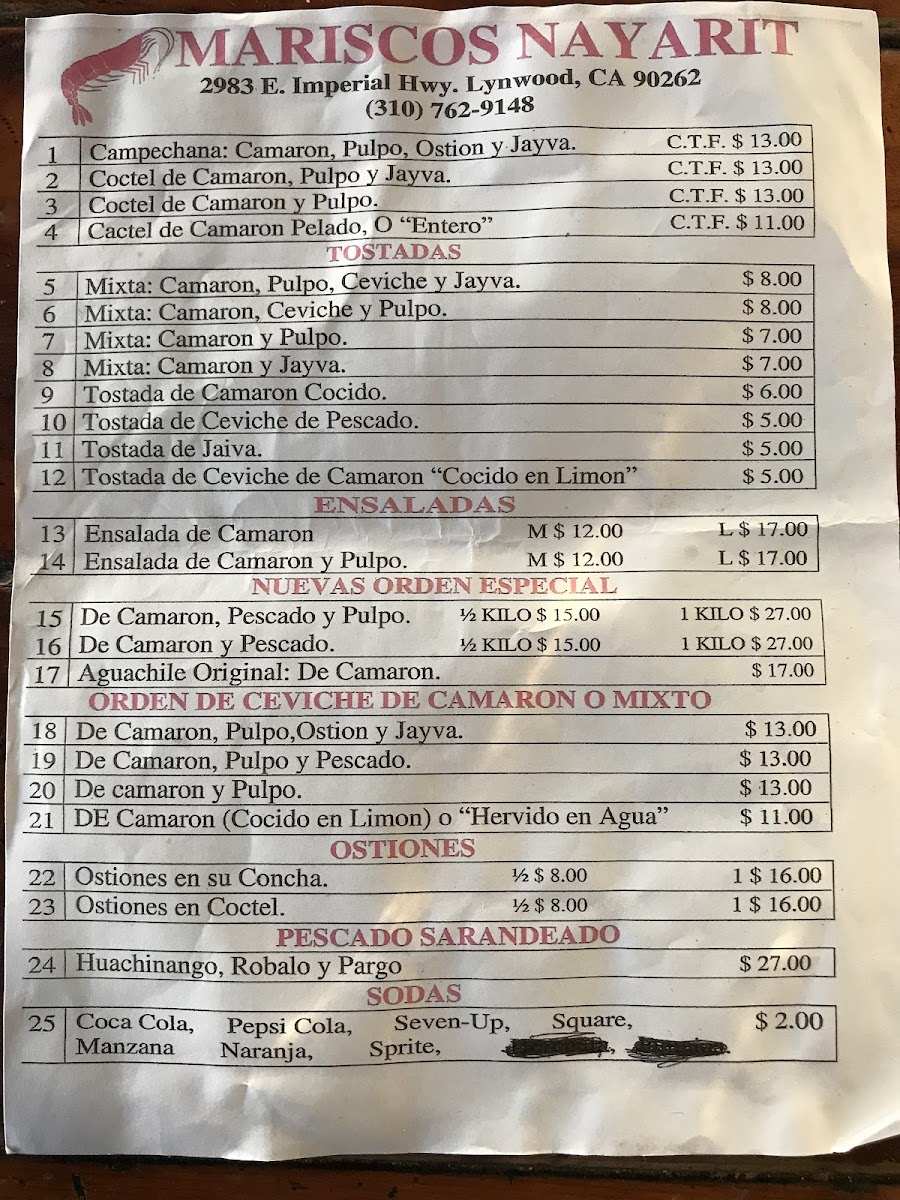 MARISCOS NAYARIT
2983 E. Imperial Hwy. Lynwood, CA 90262
(310) 762-9148
1 Campechana: Camaron, Pulpo, Ostion y Jayva. C.T.F. $ 13.00
2 Coctel de Camaron, Pulpo y Jayva. C.T.F. $ 13.00
3 Coctel de Camaron y Pulpo. C.T.F. $ 13.00
4 Cactel de Camaron Pelado, O “Entero” C.T.F. $ 11.00
TOSTADAS
5 Mixta: Camaron, Pulpo, Ceviche y Jayva. $ 8.00
6 Mixta: Camaron, Ceviche y Pulpo. $ 8.00
7 Mixta: Camaron y Pulpo. $ 7.00
8 Mixta: Camaron y Jayva. $ 7.00
9 Tostada de Camaron Cocido. $ 6.00
10 Tostada de Ceviche de Pescado. $ 5.00
11 Tostada de Jaiva. $ 5.00
12 Tostada de Ceviche de Camaron “Cocido en Limon” $ 5.00
ENSALADAS
13 Ensalada de Camaron M $ 12.00 L $ 17.00
14 Ensalada de Camaron y Pulpo. M $ 12.00 L $ 17.00
NUEVAS ORDEN ESPECIAL
15 De Camaron, Pescado y Pulpo. ½ KILO $ 15.00 1 KILO $ 27.00
16 De Camaron y Pescado. ½ KILO $ 15.00 1 KILO $ 27.00
17 Aguachile Original: De Camaron. $ 17.00
ORDEN DE CEVICHE DE CAMARON O MIXTO
18 De Camaron, Pulpo,Ostion y Jayva. $ 13.00
19 De Camaron, Pulpo y Pescado. $ 13.00
20 De camaron y Pulpo. $ 13.00
21 DE Camaron (Cocido en Limon) o “Hervido en Agua” $ 11.00
OSTIONES
22 Ostiones en su Concha. ½ $ 8.00 1 $ 16.00
23 Ostiones en Coctel. ½ $ 8.00 1 $ 16.00
PESCADO SARANDEADO
24 Huachinango, Robalo y Pargo $ 27.00
SODAS
25 Coca Cola, Pepsi Cola, Seven-Up, Square, $ 2.00
Manzana Naranja, Sprite,